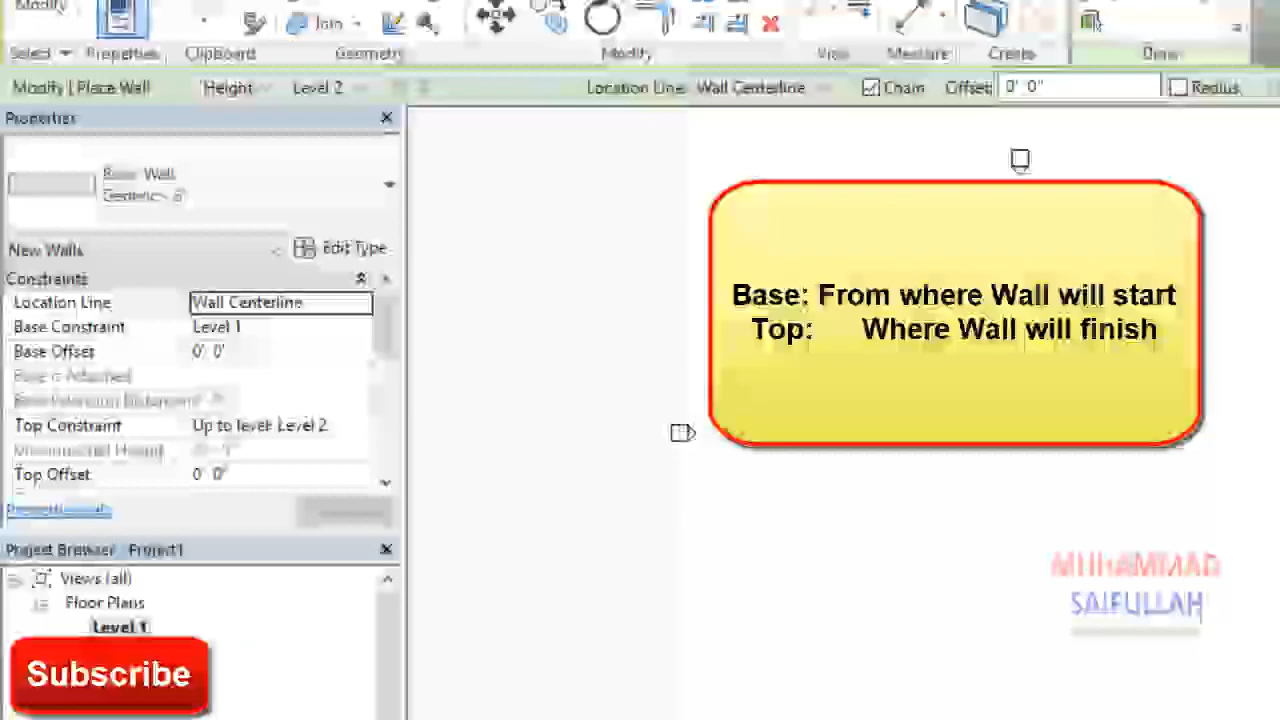 Modify
Join
Select
Properties
Clipboard
Geometry
Modify
View
Measure
Create
Draw
Modify | Place Wall
Height
Level 2
Location Line:
Wall Centerline
Chain
Offset:
0' 0"
Radius
Properties
Basic Wall
New Walls
Edit Type
Constraints
Location Line
Wall Centerline
Base Constraint
Level 1
Base Offset
0' 0"
Base is Attached
Top Constraint
Up to level: Level 2
Top Offset
0' 0"
Project Browser - Project1
Views (all)
Floor Plans
Level 1
Subscribe
Base: From where Wall will start
Top: Where Wall will finish
MUHAMMAD
SAIFULLAH